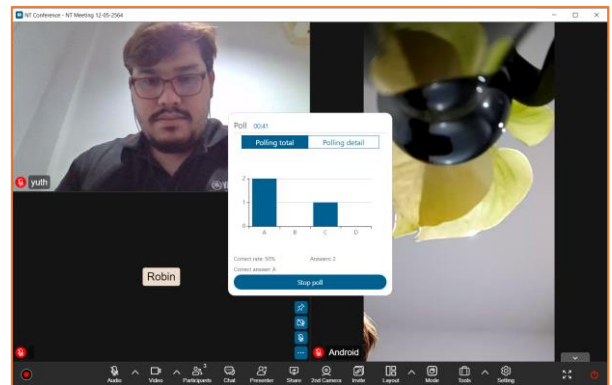 NT Conference - NT Meeting 12-05-2564
Poll 00:41
Polling total Polling detail
2
1
0
A B C D
Correct rate: 50% Answers: 3
Correct answer: A
Stop poll
yuth
Robin
Android
3
Audio Video Participants Chat Presenter Share 2nd Camera Invite Layout Mode Tools Setting